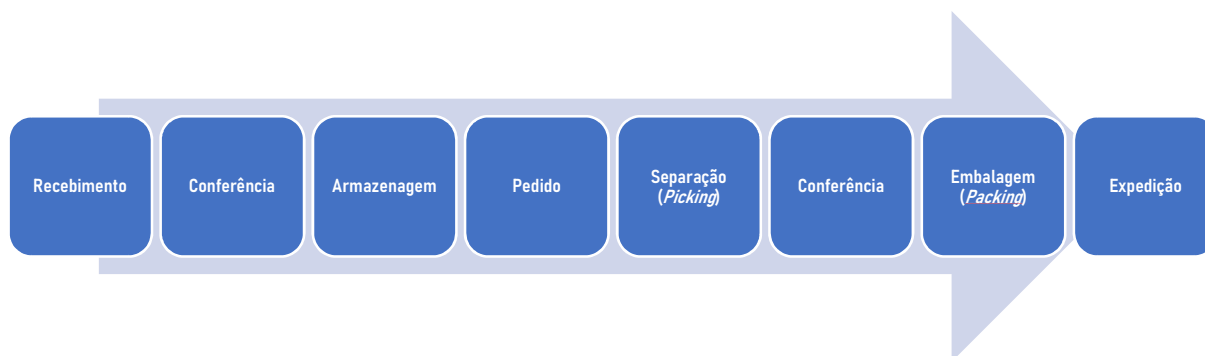 Recebimento
Conferência
Armazenagem
Pedido
Separação
(Picking)
Conferência
Embalagem
(Packing)
Expedição